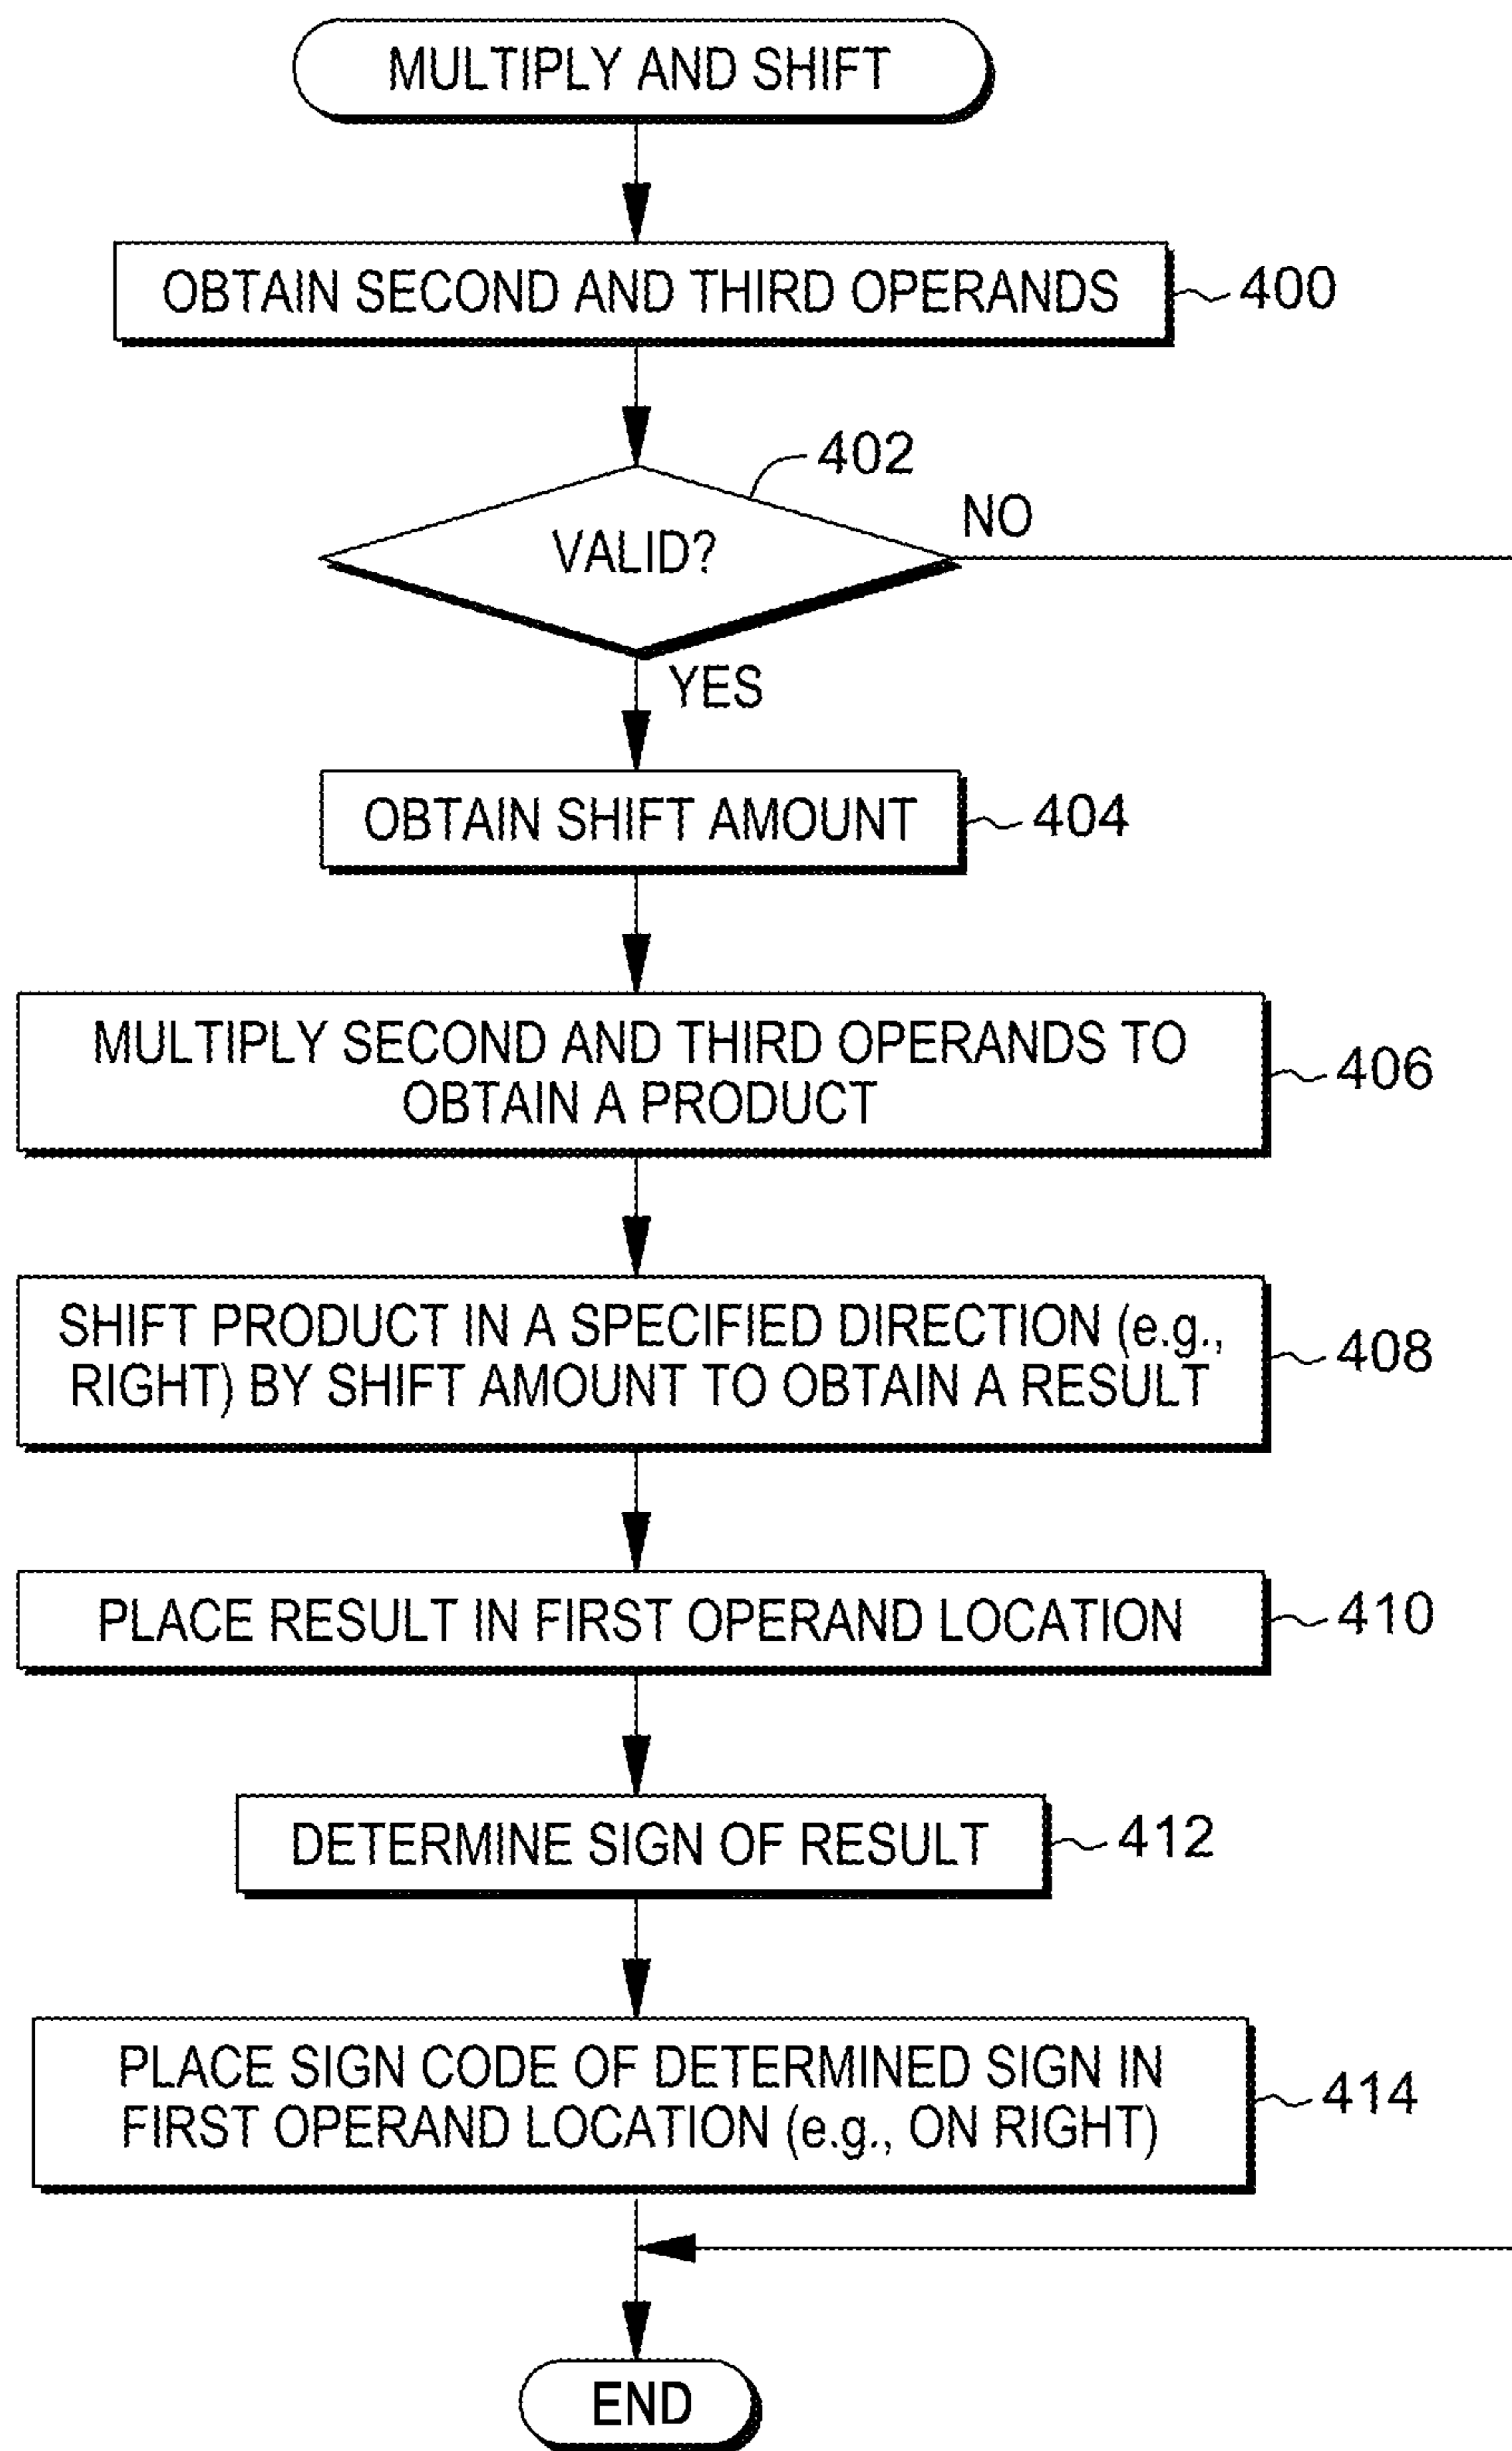 MULTIPLY AND SHIFT
OBTAIN SECOND AND THIRD OPERANDS
400
402
VALID?
NO
YES
OBTAIN SHIFT AMOUNT
404
MULTIPLY SECOND AND THIRD OPERANDS TO
OBTAIN A PRODUCT
406
SHIFT PRODUCT IN A SPECIFIED DIRECTION (e.g.,
RIGHT) BY SHIFT AMOUNT TO OBTAIN A RESULT
408
PLACE RESULT IN FIRST OPERAND LOCATION
410
DETERMINE SIGN OF RESULT
412
PLACE SIGN CODE OF DETERMINED SIGN IN
FIRST OPERAND LOCATION (e.g., ON RIGHT)
414
END